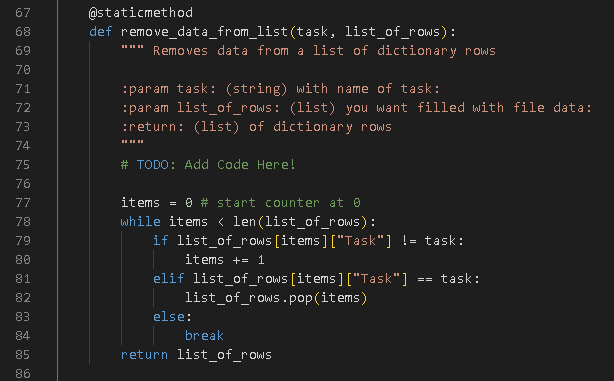 67 @staticmethod
68 def remove_data_from_list(task, list_of_rows):
69 """ Removes data from a list of dictionary rows
70
71 :param task: (string) with name of task:
72 :param list_of_rows: (list) you want filled with file data:
73 :return: (list) of dictionary rows
74 """
75 # TODO: Add Code Here!
76
77 items = 0 # start counter at 0
78 while items < len(list_of_rows):
79 if list_of_rows[items]["Task"] != task:
80 items += 1
81 elif list_of_rows[items]["Task"] == task:
82 list_of_rows.pop(items)
83 else:
84 break
85 return list_of_rows
86